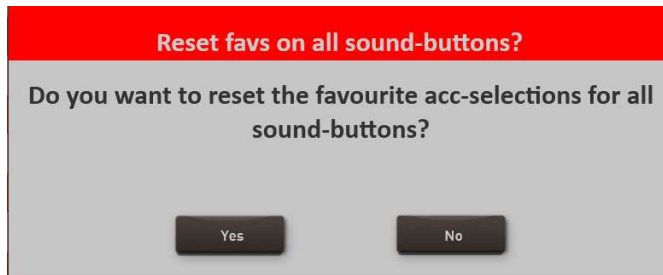 Reset favs on all sound-buttons?
Do you want to reset the favourite acc-selections for all
sound-buttons?
Yes
No